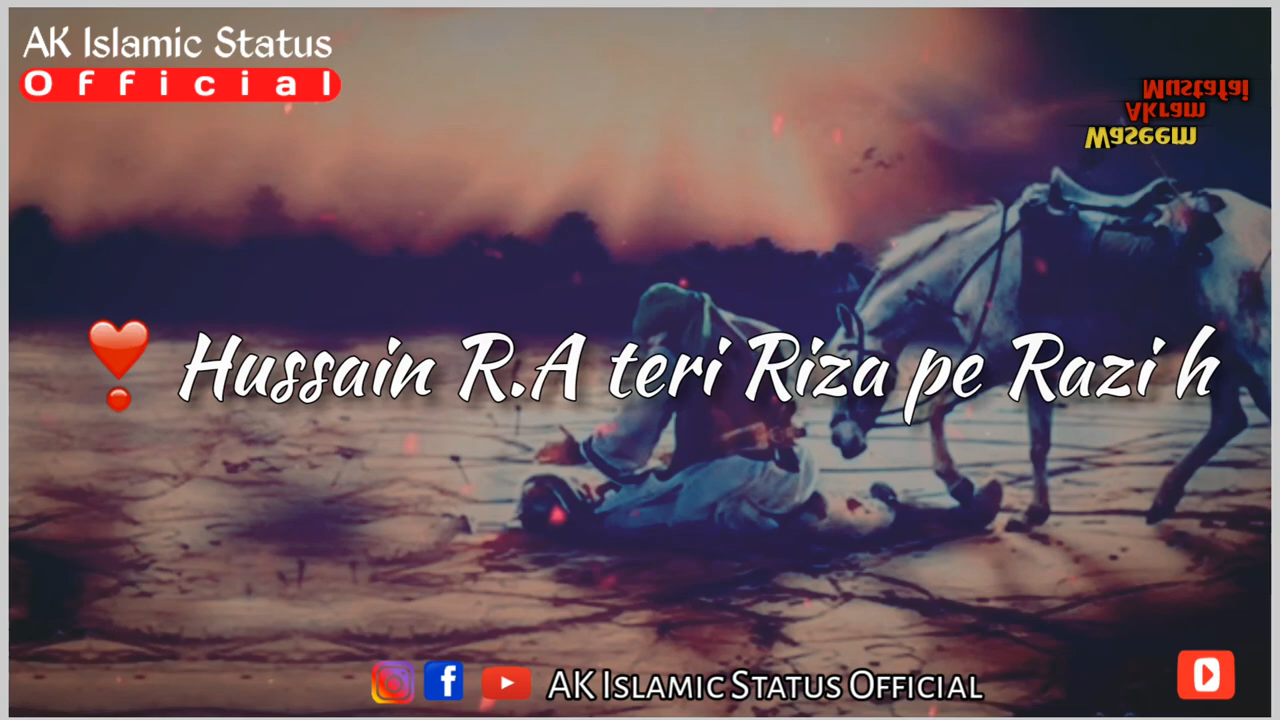 AK Islamic Status
Official
Mustafai
Akram
Waseem
❣ Hussain R.A teri Riza pe Razi h
AK Islamic Status Official